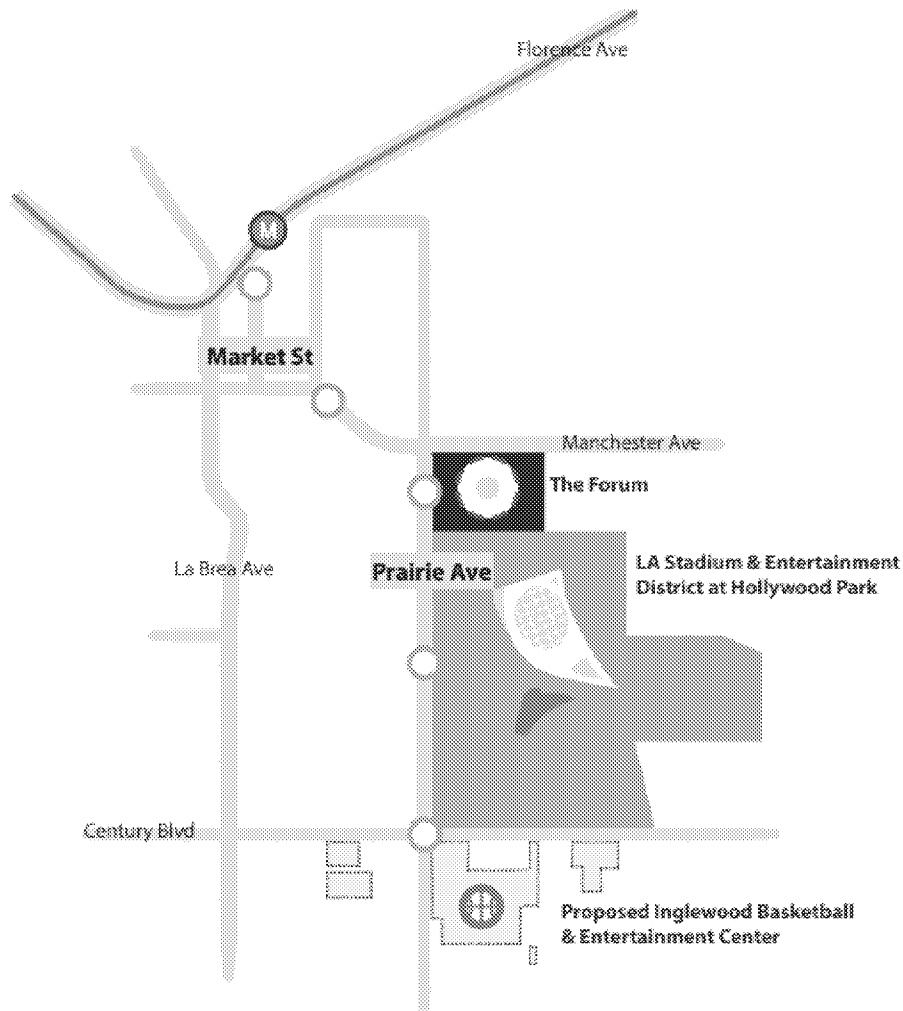 Florence Ave
M
Market St
Manchester Ave
The Forum
Prairie Ave
LA Stadium & Entertainment
District at Hollywood Park
La Brea Ave
Century Blvd
Proposed Inglewood Basketball
& Entertainment Center